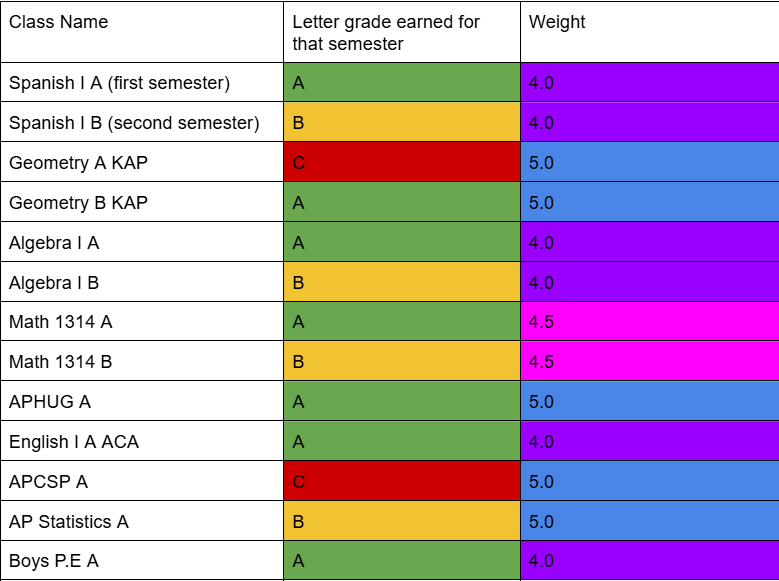 Class Name Letter grade earned for that semester Weight
Spanish I A (first semester) A 4.0
Spanish I B (second semester) B 4.0
Geometry A KAP C 5.0
Geometry B KAP A 5.0
Algebra I A A 4.0
Algebra I B B 4.0
Math 1314 A A 4.5
Math 1314 B B 4.5
APHUG A A 5.0
English I A ACA A 4.0
APCSP A C 5.0
AP Statistics A B 5.0
Boys P.E A A 4.0